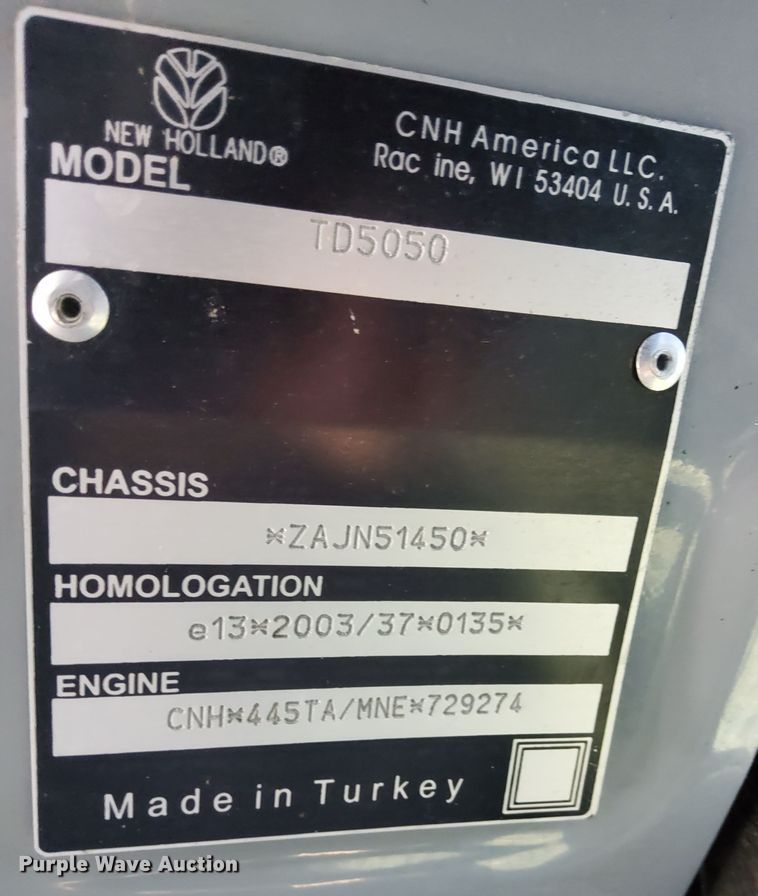 NEW HOLLAND®
CNH America LLC.
Rac ine, WI 53404 U.S.A.
MODEL
TD5050
CHASSIS
*ZAJN51450*
HOMOLOGATION
e13*2003/37*0135*
ENGINE
CNH*445TA/MNE*729274
Made in Turkey
Purple Wave Auction